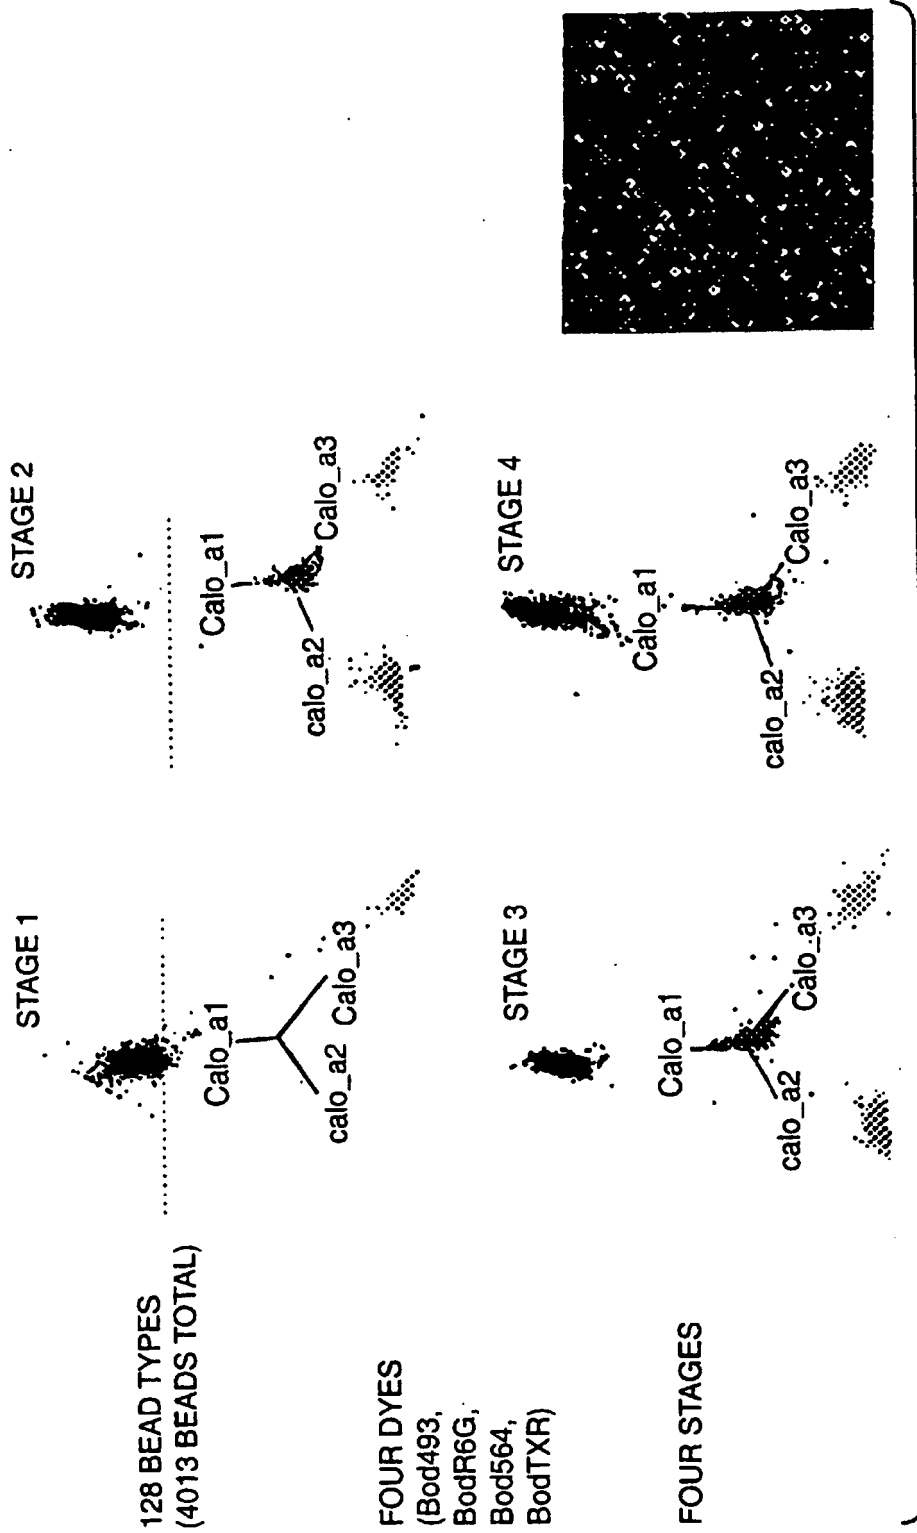 128 BEAD TYPES
(4013 BEADS TOTAL)
FOUR DYES
(Bod493,
BodR6G,
Bod564,
BodTXR)
FOUR STAGES
STAGE 1
Calo_a1
calo_a2
Calo_a3
STAGE 2
Calo_a1
calo_a2
Calo_a3
STAGE 3
Calo_a1
calo_a2
Calo_a3
STAGE 4
Calo_a1
calo_a2
Calo_a3